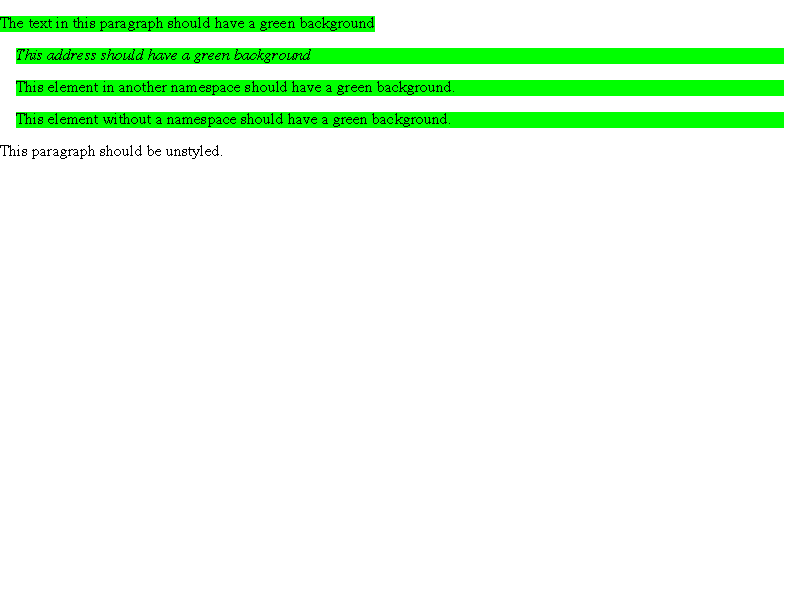 The text in this paragraph should have a green background
This address should have a green background
This element in another namespace should have a green background.
This element without a namespace should have a green background.
This paragraph should be unstyled.